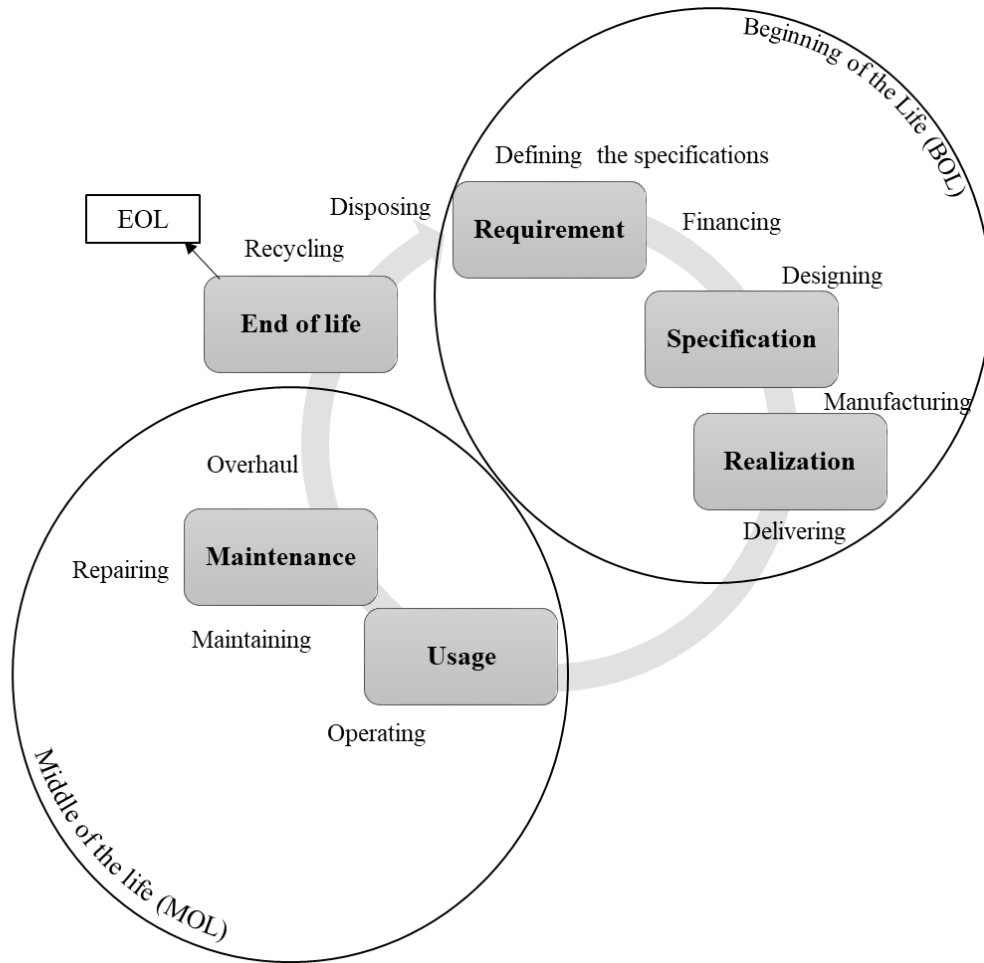 Beginning of the Life (BOL)
Defining the specifications
Disposing
Requirement
Financing
EOL
Recycling
Designing
End of life
Specification
Manufacturing
Realization
Overhaul
Delivering
Maintenance
Repairing
Maintaining
Usage
Operating
Middle of the life (MOL)